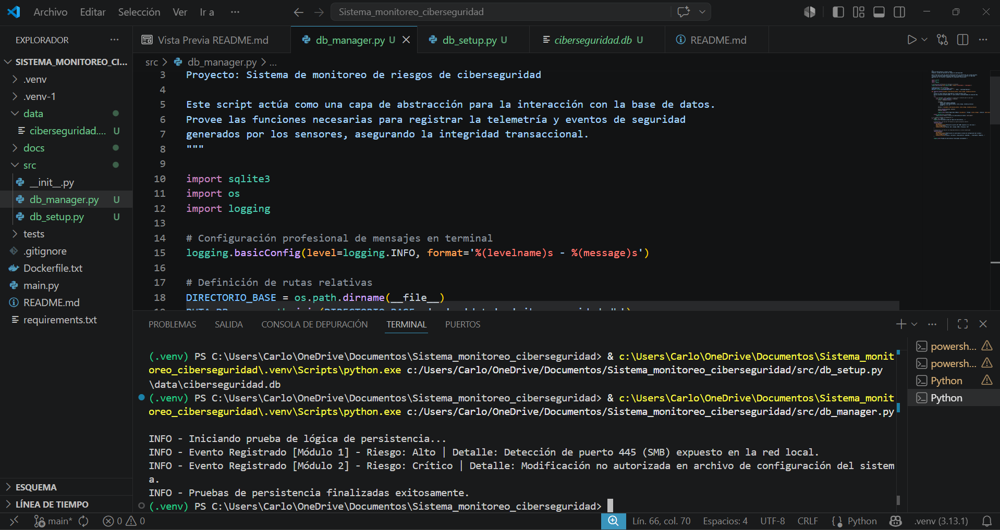 Archivo Editar Selección Ver Ir a ··· Sistema_monitoreo_ciberseguridad
EXPLORADOR ···
SISTEMA_MONITOREO_CI...
.venv
.venv-1
data
ciberseguridad.... U
docs
src
__init__.py
db_manager.py U
db_setup.py U
tests
.gitignore
Dockerfile.txt
main.py
README.md
requirements.txt
ESQUEMA
LÍNEA DE TIEMPO
Vista Previa README.md db_manager.py U db_setup.py U ciberseguridad.db U README.md
src > db_manager.py > ...
3 Proyecto: Sistema de monitoreo de riesgos de ciberseguridad
4
5 Este script actúa como una capa de abstracción para la interacción con la base de datos.
6 Provee las funciones necesarias para registrar la telemetría y eventos de seguridad
7 generados por los sensores, asegurando la integridad transaccional.
8 """
9
10 import sqlite3
11 import os
12 import logging
13
14 # Configuración profesional de mensajes en terminal
15 logging.basicConfig(level=logging.INFO, format='%(levelname)s - %(message)s')
16
17 # Definición de rutas relativas
18 DIRECTORIO_BASE = os.path.dirname(__file__)
PROBLEMAS SALIDA CONSOLA DE DEPURACIÓN TERMINAL PUERTOS
(.venv) PS C:\Users\Carlo\OneDrive\Documentos\Sistema_monitoreo_ciberseguridad> & c:\Users\Carlo\OneDrive\Documentos\Sistema_monit
oreo_ciberseguridad\.venv\Scripts\python.exe c:/Users/Carlo/OneDrive/Documentos/Sistema_monitoreo_ciberseguridad/src/db_setup.py
\data\ciberseguridad.db
(.venv) PS C:\Users\Carlo\OneDrive\Documentos\Sistema_monitoreo_ciberseguridad> & c:\Users\Carlo\OneDrive\Documentos\Sistema_monit
oreo_ciberseguridad\.venv\Scripts\python.exe c:/Users/Carlo/OneDrive/Documentos/Sistema_monitoreo_ciberseguridad/src/db_manager.py
INFO - Iniciando prueba de lógica de persistencia...
INFO - Evento Registrado [Módulo 1] - Riesgo: Alto | Detalle: Detección de puerto 445 (SMB) expuesto en la red local.
INFO - Evento Registrado [Módulo 2] - Riesgo: Crítico | Detalle: Modificación no autorizada en archivo de configuración del sistem
a.
INFO - Pruebas de persistencia finalizadas exitosamente.
(.venv) PS C:\Users\Carlo\OneDrive\Documentos\Sistema_monitoreo_ciberseguridad>
powersh...
powersh...
Python
Python
main* 0 0 Lín. 66, col. 70 Espacios: 4 UTF-8 CRLF Python .venv (3.13.1)